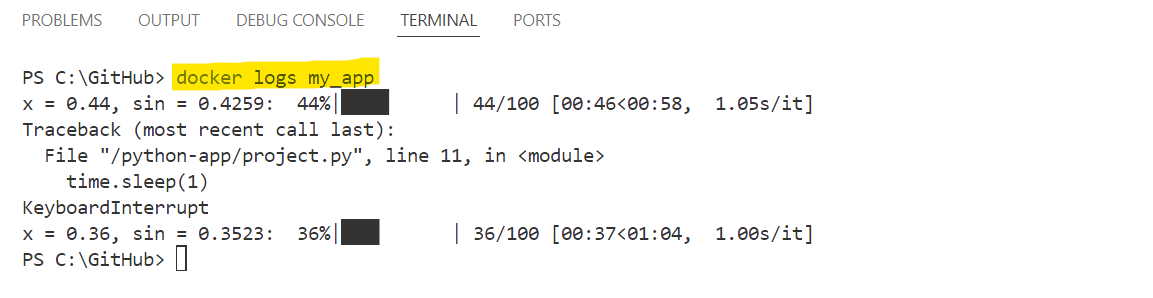 PROBLEMS OUTPUT DEBUG CONSOLE TERMINAL PORTS
PS C:\GitHub> docker logs my_app
x = 0.44, sin = 0.4259:  44%|████      | 44/100 [00:46<00:58,  1.05s/it]
Traceback (most recent call last):
  File "/python-app/project.py", line 11, in <module>
    time.sleep(1)
KeyboardInterrupt
x = 0.36, sin = 0.3523:  36%|███       | 36/100 [00:37<01:04,  1.00s/it]
PS C:\GitHub>